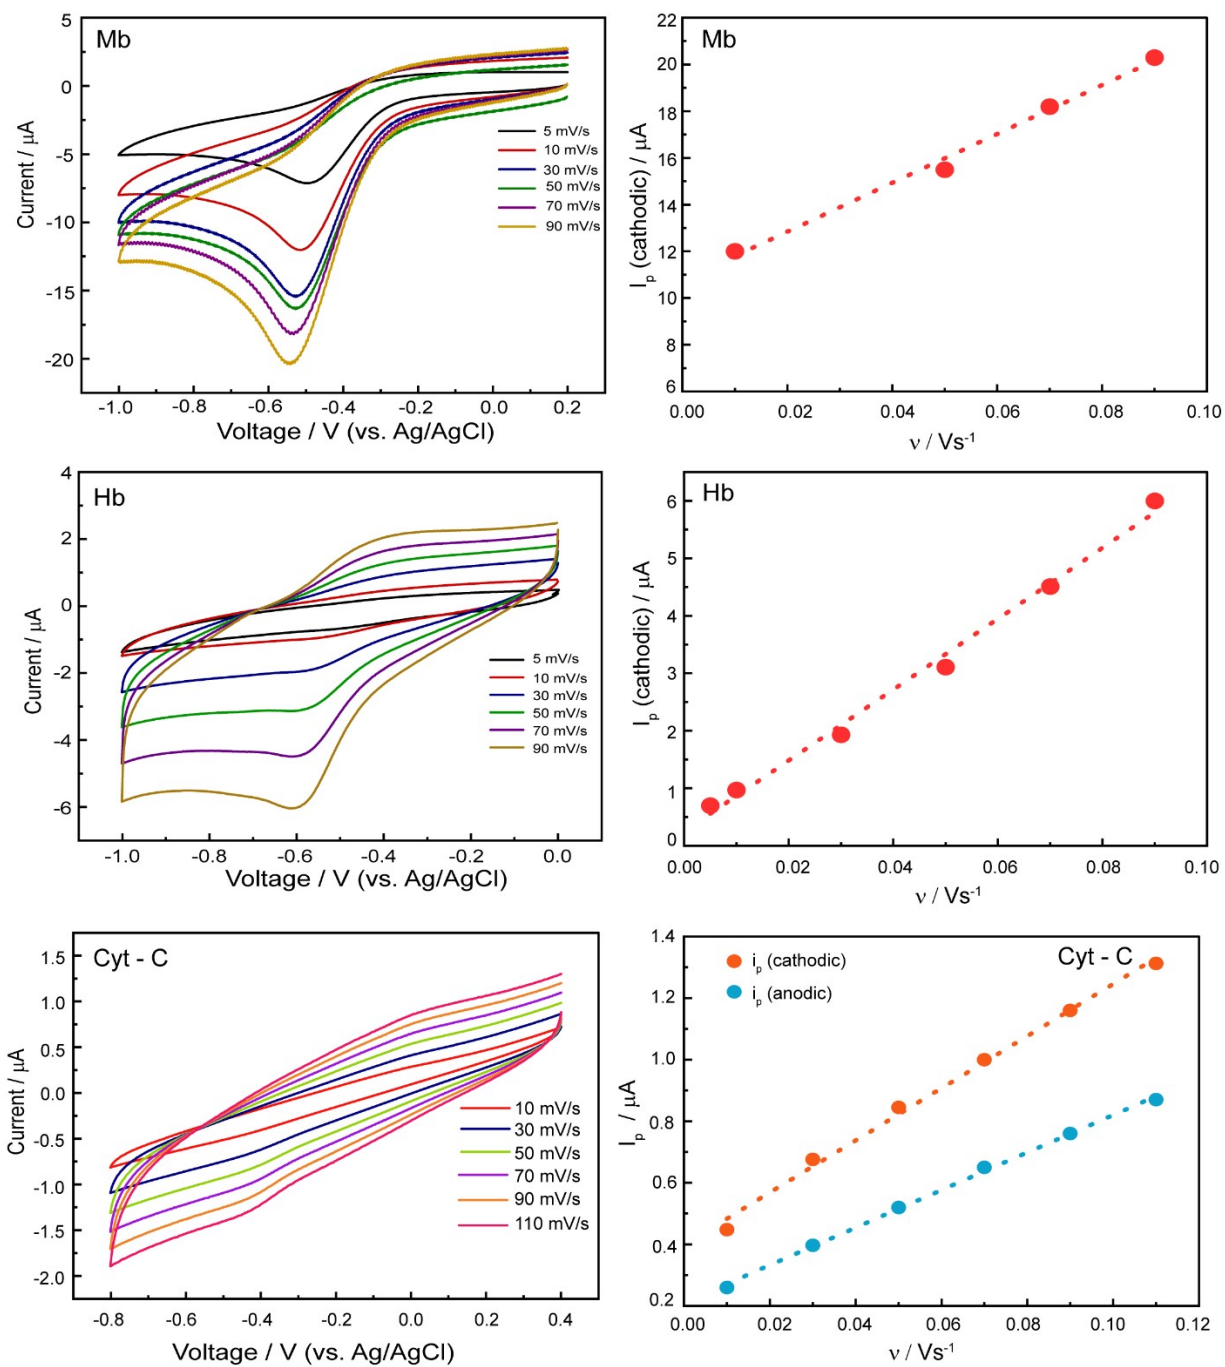 Mb
5
0
-5
-10
-15
-20
Current / μA
5 mV/s
10 mV/s
30 mV/s
50 mV/s
70 mV/s
90 mV/s
-1.0 -0.8 -0.6 -0.4 -0.2 0.0 0.2
Voltage / V (vs. Ag/AgCl)
Mb
22
20
18
16
14
12
10
8
6
Ip (cathodic) / μA
0.00 0.02 0.04 0.06 0.08 0.10
ν / Vs-1
Hb
4
2
0
-2
-4
-6
Current / μA
5 mV/s
10 mV/s
30 mV/s
50 mV/s
70 mV/s
90 mV/s
-1.0 -0.8 -0.6 -0.4 -0.2 0.0
Voltage / V (vs. Ag/AgCl)
Hb
6
5
4
3
2
1
0
Ip (cathodic) / μA
0.00 0.02 0.04 0.06 0.08 0.10
ν / Vs-1
Cyt - C
1.5
1.0
0.5
0.0
-0.5
-1.0
-1.5
-2.0
Current / μA
10 mV/s
30 mV/s
50 mV/s
70 mV/s
90 mV/s
110 mV/s
-0.8 -0.6 -0.4 -0.2 0.0 0.2 0.4
Voltage / V (vs. Ag/AgCl)
Cyt - C
ip (cathodic)
ip (anodic)
1.4
1.2
1.0
0.8
0.6
0.4
0.2
Ip / μA
0.00 0.02 0.04 0.06 0.08 0.10 0.12
ν / Vs-1